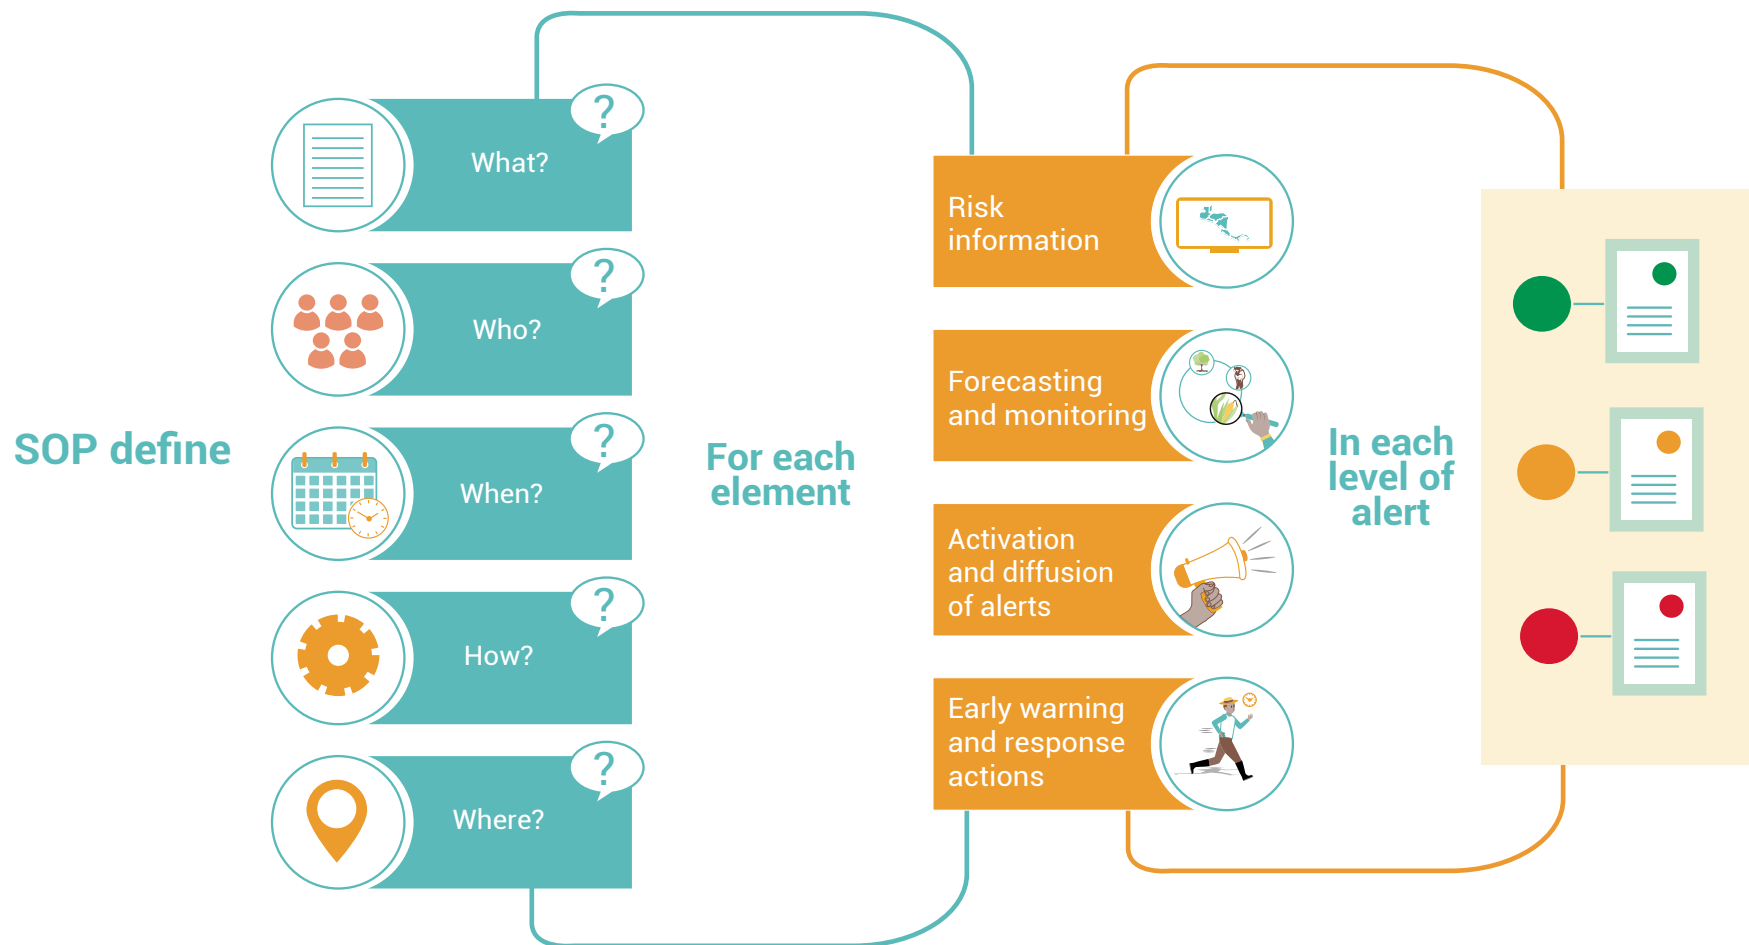 SOP define
What?
?
Who?
?
When?
?
How?
?
Where?
?
For each
element
Risk
information
Forecasting
and monitoring
Activation
and diffusion
of alerts
Early warning
and response
actions
In each
level of
alert